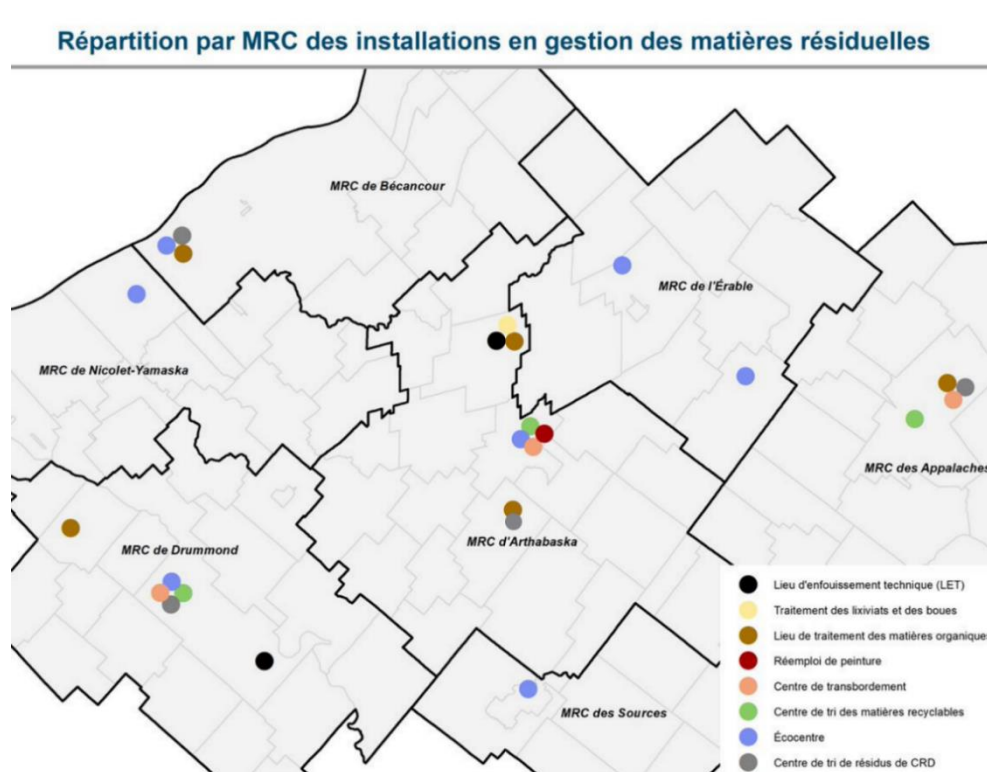 Répartition par MRC des installations en gestion des matières résiduelles
MRC de Bécancour
MRC de l'Érable
MRC de Nicolet-Yamaska
MRC des Appalaches
MRC d'Arthabaska
MRC de Drummond
MRC des Sources
Lieu d'enfouissement technique (LET)
Traitement des lixiviats et des boues
Lieu de traitement des matières organiques
Réemploi de peinture
Centre de transbordement
Centre de tri des matières recyclables
Écocentre
Centre de tri de résidus de CRD